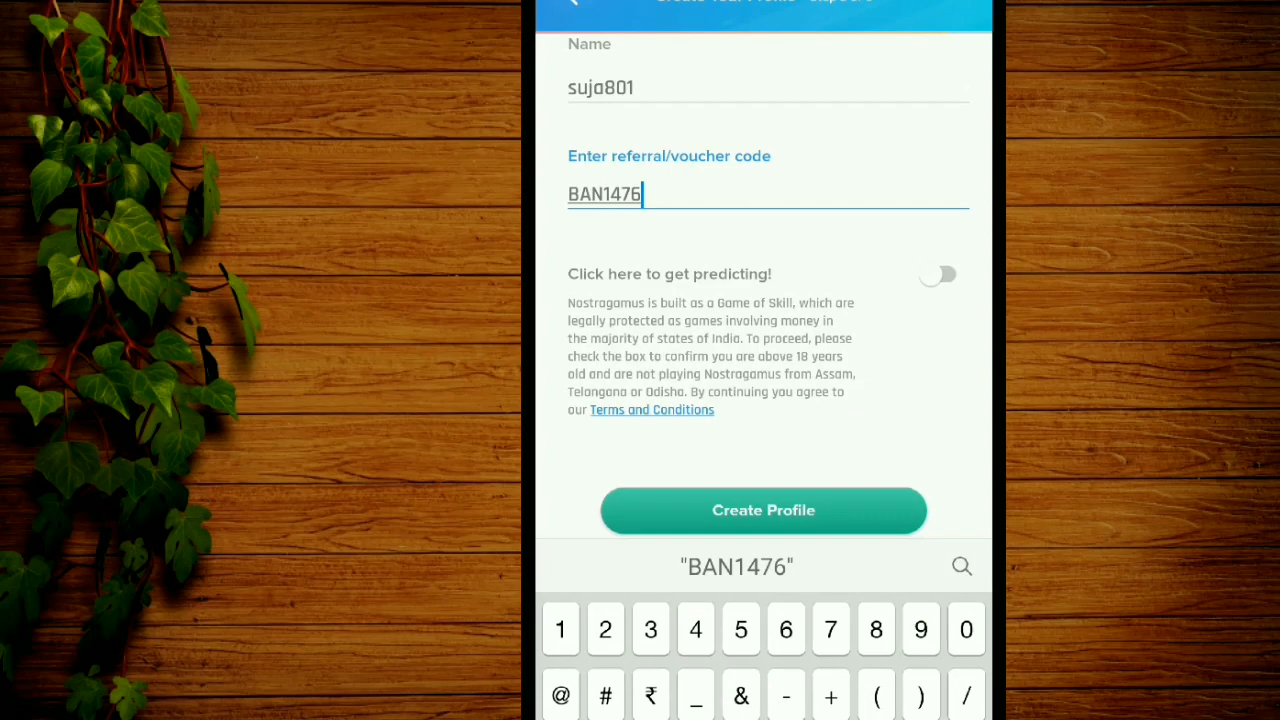 Name
suja801
Enter referral/voucher code
BAN1476
Click here to get predicting!
Nostragamus is built as a Game of Skill, which are
legally protected as games involving money in
the majority of states of India. To proceed, please
check the box to confirm you are above 18 years
old and are not playing Nostragamus from Assam,
Telangana or Odisha. By continuing you agree to
our Terms and Conditions
Create Profile
"BAN1476"
1 2 3 4 5 6 7 8 9 0
@ # ₹ _ & - + ( ) /